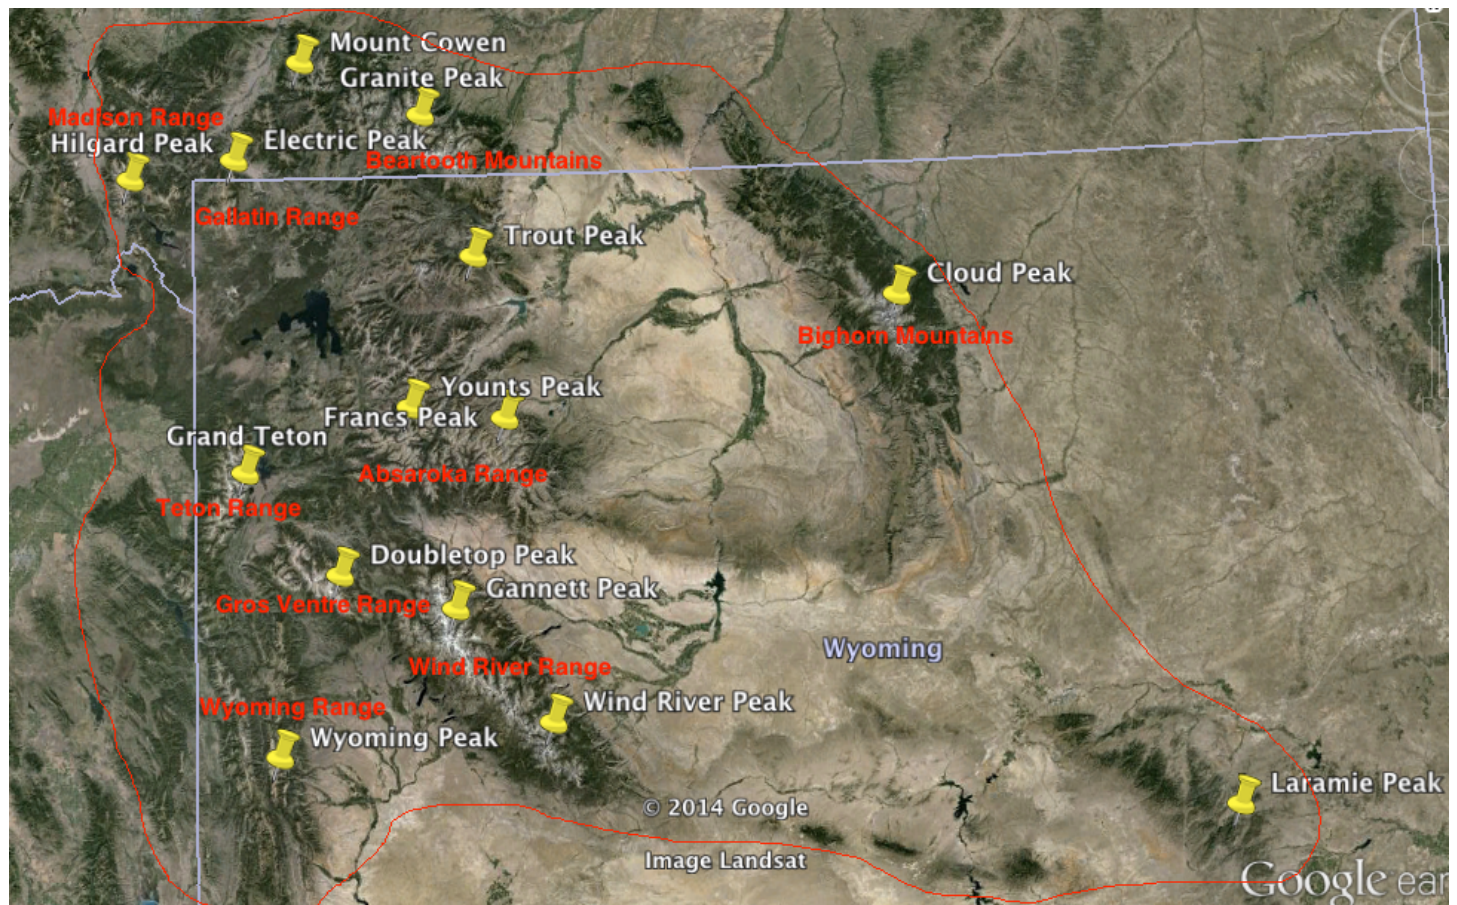 Mount Cowen
Granite Peak
Madison Range
Hilgard Peak
Electric Peak
Beartooth Mountains
Gallatin Range
Trout Peak
Cloud Peak
Bighorn Mountains
Younts Peak
Francs Peak
Grand Teton
Absaroka Range
Teton Range
Doubletop Peak
Gannett Peak
Gros Ventre Range
Wyoming
Wind River Range
Wind River Peak
Wyoming Range
Wyoming Peak
Laramie Peak
© 2014 Google
Image Landsat
Google ear